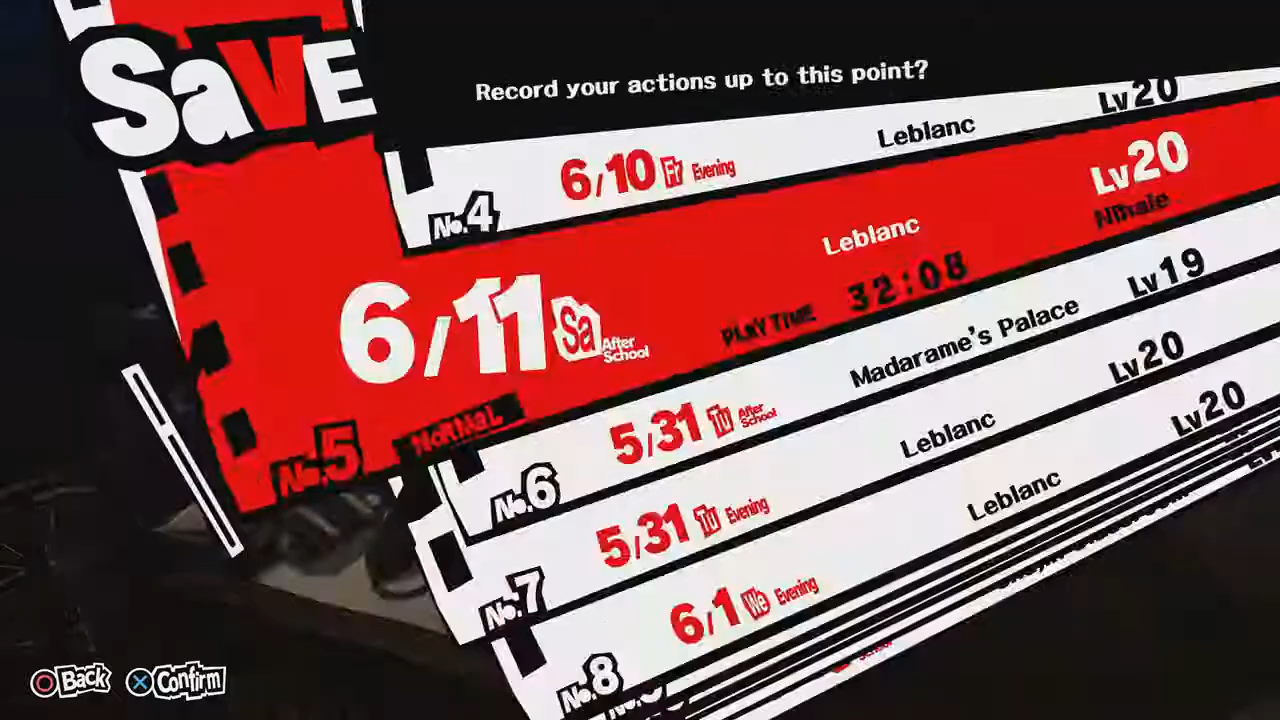 SaVE
Record your actions up to this point?
No.4 6/10 Fr Evening Leblanc Lv20
No.5 6/11 Sa After School Leblanc Lv20
NORMaL PLAY TIME 32:08 Nihale
No.6 5/31 Tu After School Madarame's Palace Lv19
No.7 5/31 Tu Evening Leblanc Lv20
No.8 6/1 We Evening Leblanc Lv20
Back Confirm